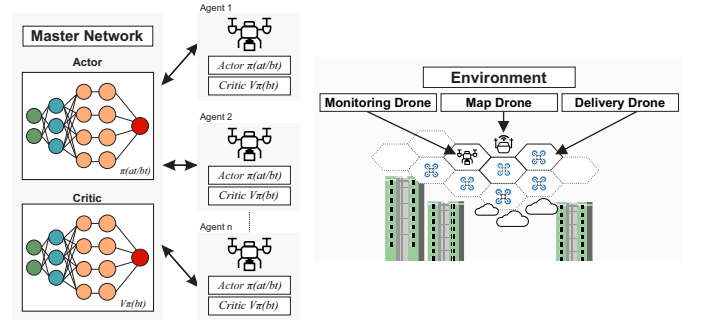 Master Network
Actor
π(at/bt)
Critic
Vπ(bt)
Agent 1
Actor π(at/bt)
Critic Vπ(bt)
Agent 2
Actor π(at/bt)
Critic Vπ(bt)
Agent n
Actor π(at/bt)
Critic Vπ(bt)
Environment
Monitoring Drone
Map Drone
Delivery Drone